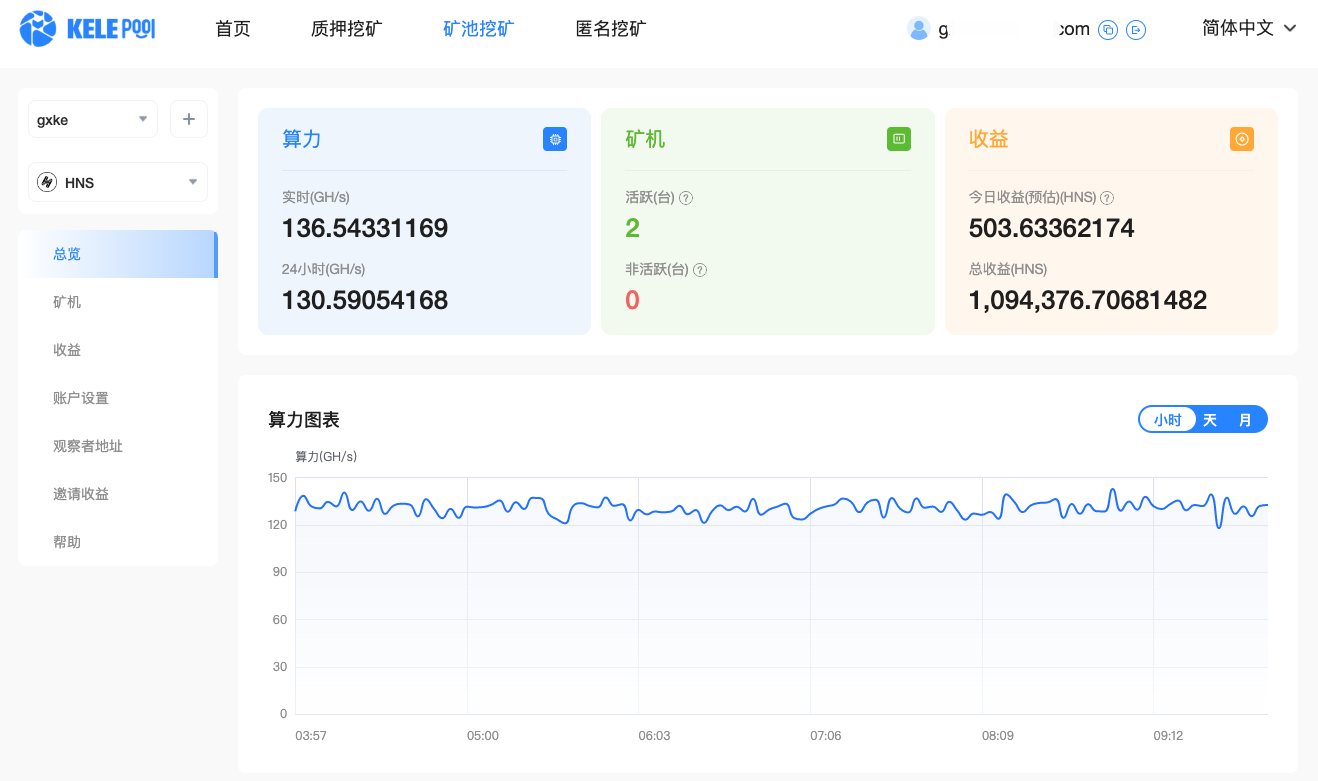 KELE POOl 首页 质押挖矿 矿池挖矿 匿名挖矿 g com 简体中文
gxke
HNS
总览
矿机
收益
账户设置
观察者地址
邀请收益
帮助
算力
实时(GH/s)
136.54331169
24小时(GH/s)
130.59054168
矿机
活跃(台)
2
非活跃(台)
0
收益
今日收益(预估)(HNS)
503.63362174
总收益(HNS)
1,094,376.70681482
算力图表
小时 天 月
算力(GH/s)
150
120
90
60
30
0
03:57 05:00 06:03 07:06 08:09 09:12